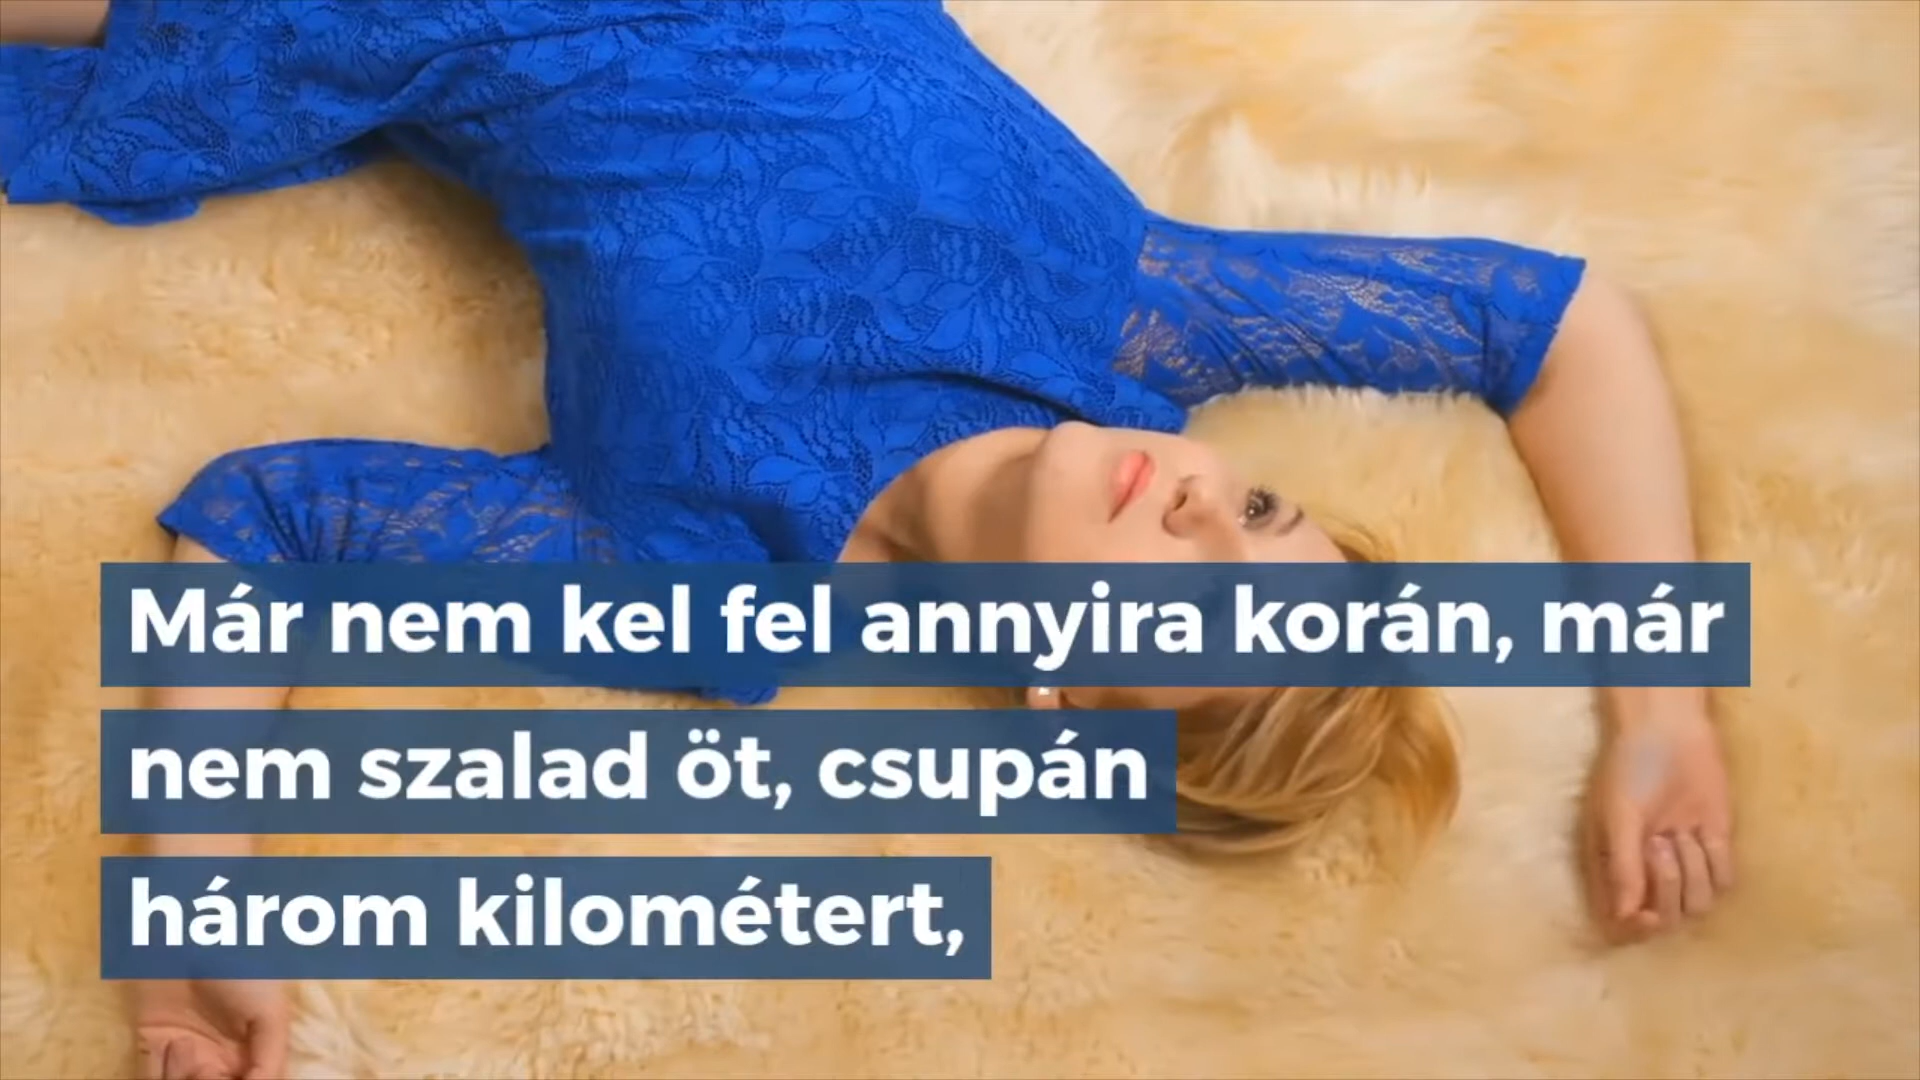 Már nem kel fel annyira korán, már
nem szalad öt, csupán
három kilométert,